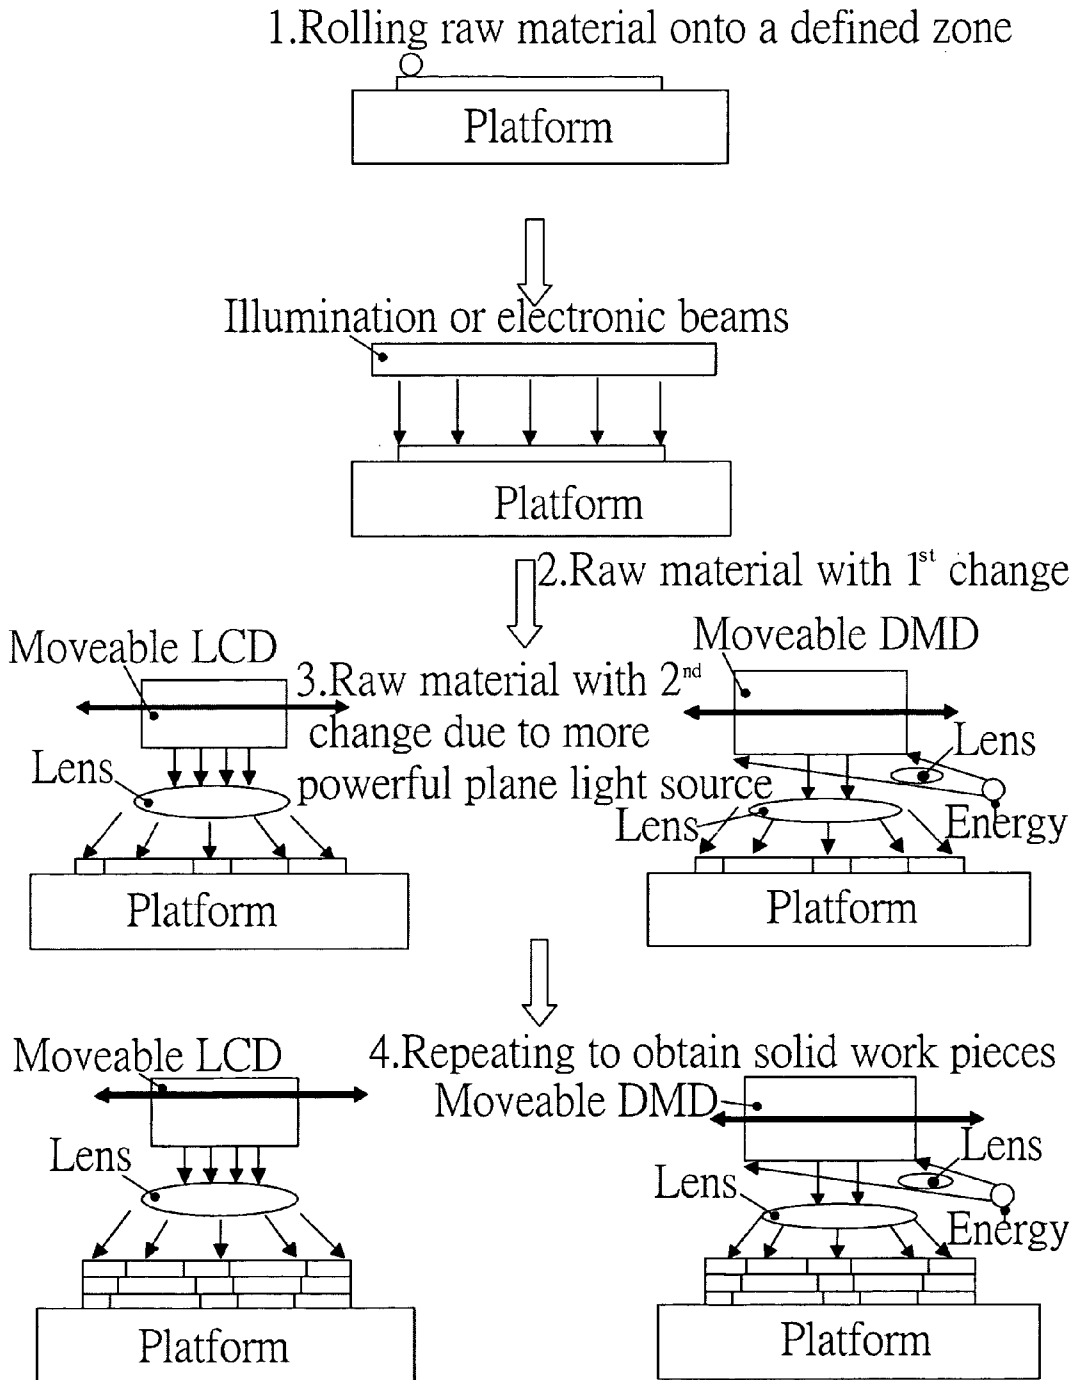 1.Rolling raw material onto a defined zone
Platform
Illumination or electronic beams
Platform
2.Raw material with 1st change
Moveable LCD
3.Raw material with 2nd
change due to more
powerful plane light source
Moveable DMD
Lens
Lens
Lens
Energy
Platform
Platform
4.Repeating to obtain solid work pieces
Moveable LCD
Moveable DMD
Lens
Lens
Lens
Energy
Platform
Platform